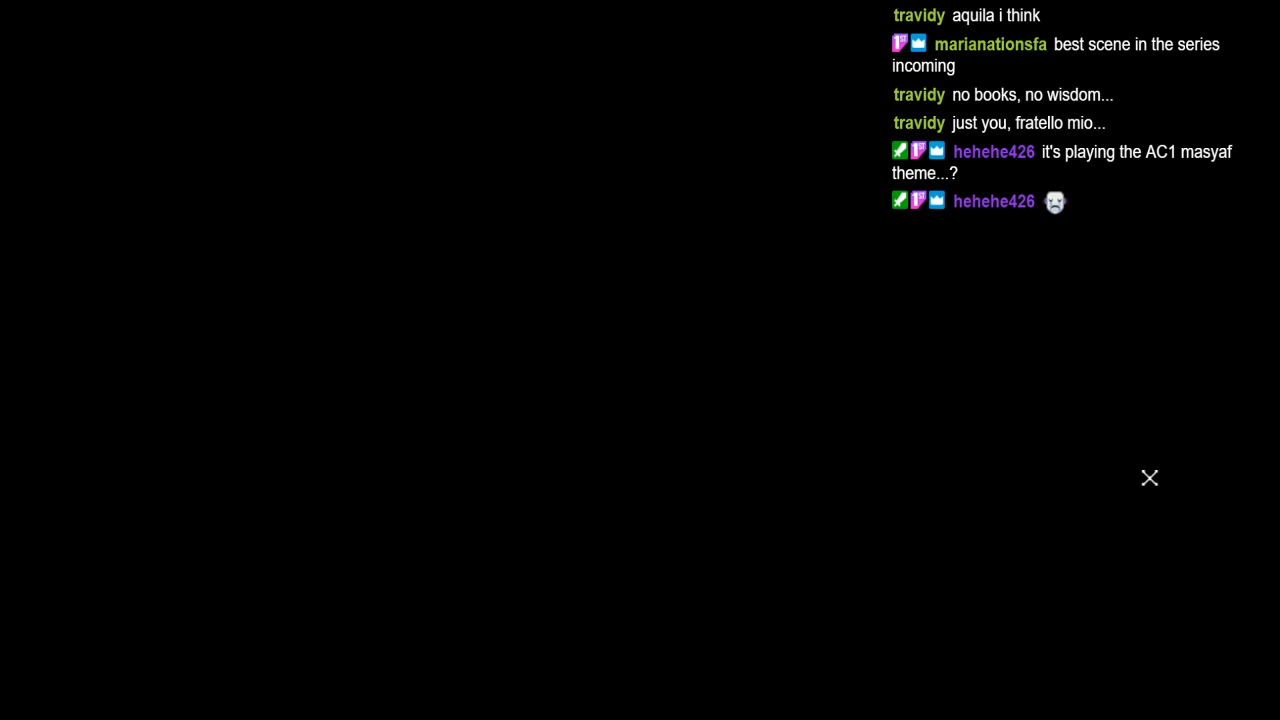 travidy aquila i think
marianationsfa best scene in the series
incoming
travidy no books, no wisdom...
travidy just you, fratello mio...
hehehe426 it's playing the AC1 masyaf
theme...?
hehehe426